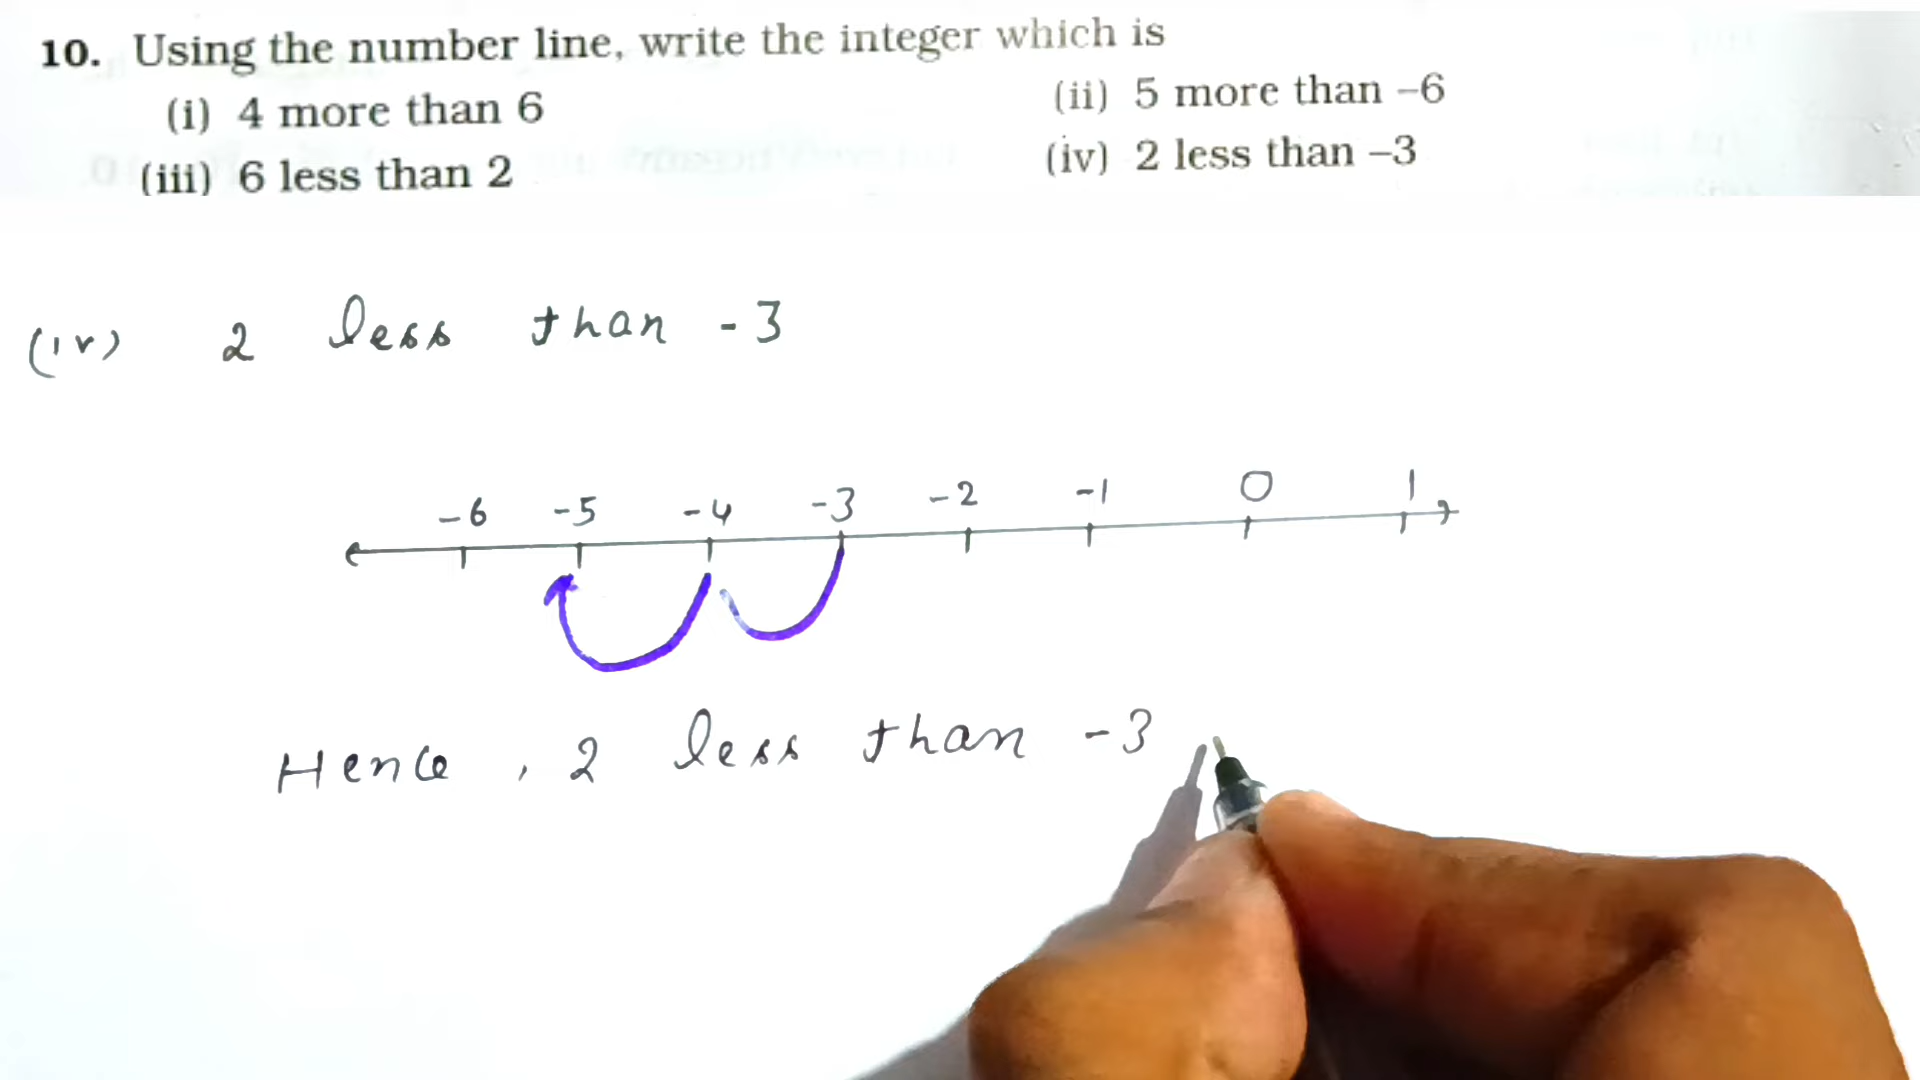 10. Using the number line, write the integer which is
(i) 4 more than 6 (ii) 5 more than –6
(iii) 6 less than 2 (iv) 2 less than –3
(iv) 2 less than -3
-6 -5 -4 -3 -2 -1 0 1
Hence, 2 less than -3